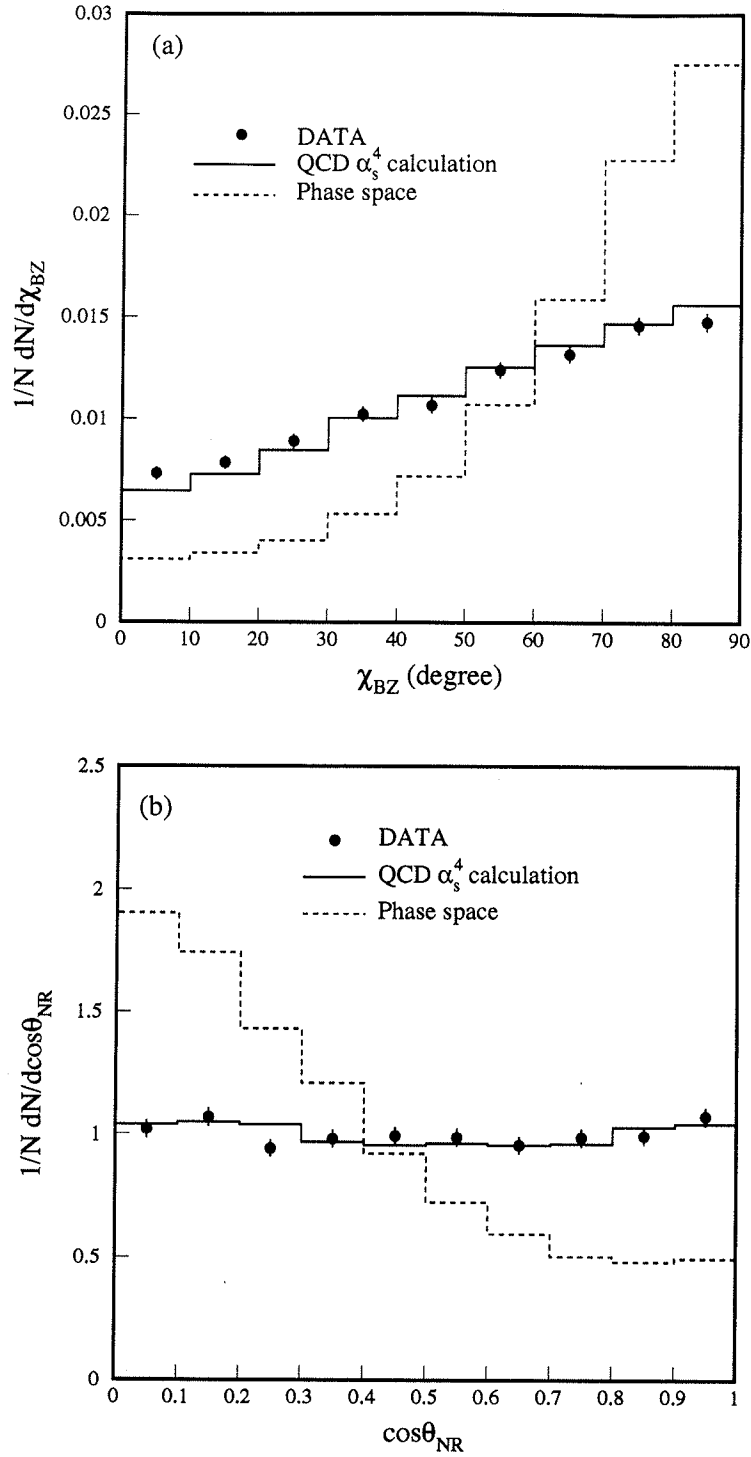 0.03
(a)
0.025
DATA
QCD α_s^4 calculation
Phase space
0.02
1/N dN/dχ_BZ
0.015
0.01
0.005
0
0 10 20 30 40 50 60 70 80 90
χ_BZ (degree)
2.5
(b)
DATA
QCD α_s^4 calculation
Phase space
2
1/N dN/dcosθ_NR
1.5
1
0.5
0
0 0.1 0.2 0.3 0.4 0.5 0.6 0.7 0.8 0.9 1
cosθ_NR